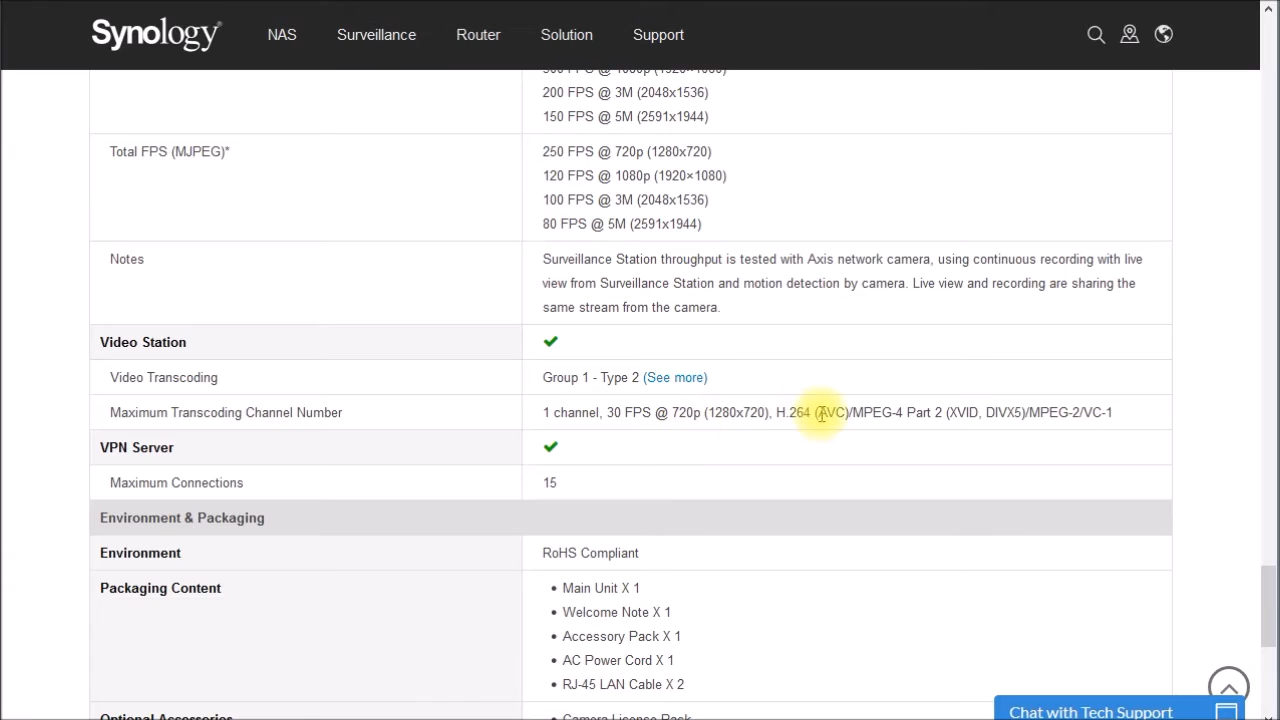 Synology
NAS
Surveillance
Router
Solution
Support
200 FPS @ 3M (2048x1536)
150 FPS @ 5M (2591x1944)
Total FPS (MJPEG)*
250 FPS @ 720p (1280x720)
120 FPS @ 1080p (1920×1080)
100 FPS @ 3M (2048x1536)
80 FPS @ 5M (2591x1944)
Notes
Surveillance Station throughput is tested with Axis network camera, using continuous recording with live
view from Surveillance Station and motion detection by camera. Live view and recording are sharing the
same stream from the camera.
Video Station
Video Transcoding
Group 1 - Type 2 (See more)
Maximum Transcoding Channel Number
1 channel, 30 FPS @ 720p (1280x720), H.264 (AVC)/MPEG-4 Part 2 (XVID, DIVX5)/MPEG-2/VC-1
VPN Server
Maximum Connections
15
Environment & Packaging
Environment
RoHS Compliant
Packaging Content
• Main Unit X 1
• Welcome Note X 1
• Accessory Pack X 1
• AC Power Cord X 1
• RJ-45 LAN Cable X 2
Optional Accessories
• Camera License Pack
Chat with Tech Support